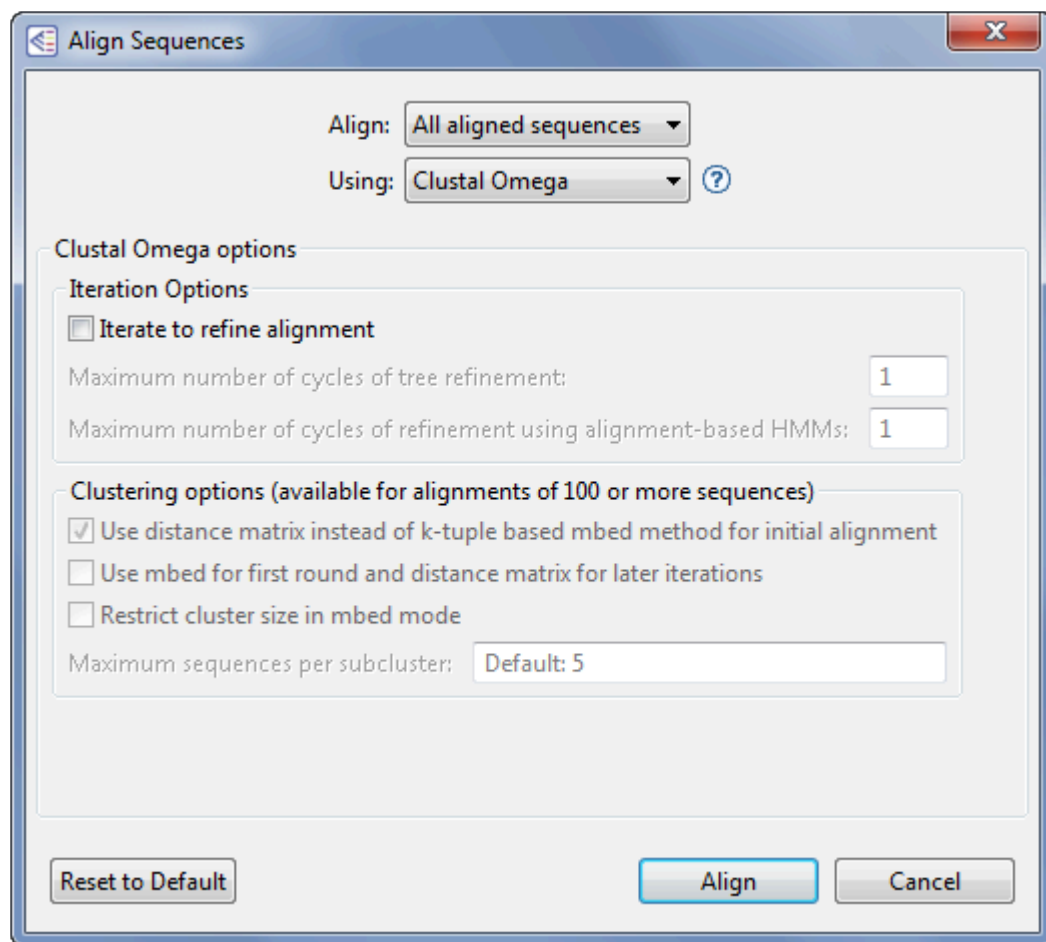 Align Sequences
x
Align: All aligned sequences
Using: Clustal Omega ?
Clustal Omega options
Iteration Options
Iterate to refine alignment
Maximum number of cycles of tree refinement: 1
Maximum number of cycles of refinement using alignment-based HMMs: 1
Clustering options (available for alignments of 100 or more sequences)
Use distance matrix instead of k-tuple based mbed method for initial alignment
Use mbed for first round and distance matrix for later iterations
Restrict cluster size in mbed mode
Maximum sequences per subcluster: Default: 5
Reset to Default Align Cancel